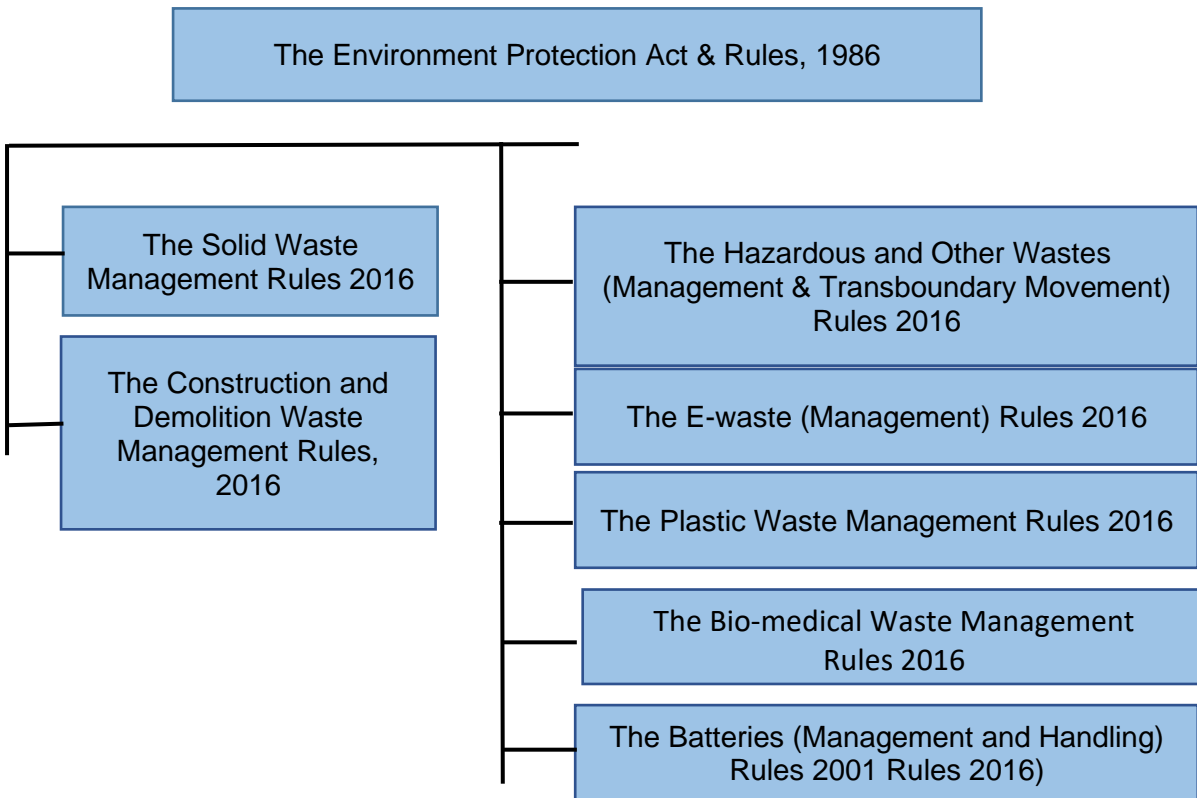 The Environment Protection Act & Rules, 1986
The Solid Waste
Management Rules 2016
The Construction and
Demolition Waste
Management Rules,
2016
The Hazardous and Other Wastes
(Management & Transboundary Movement)
Rules 2016
The E-waste (Management) Rules 2016
The Plastic Waste Management Rules 2016
The Bio-medical Waste Management
Rules 2016
The Batteries (Management and Handling)
Rules 2001 Rules 2016)